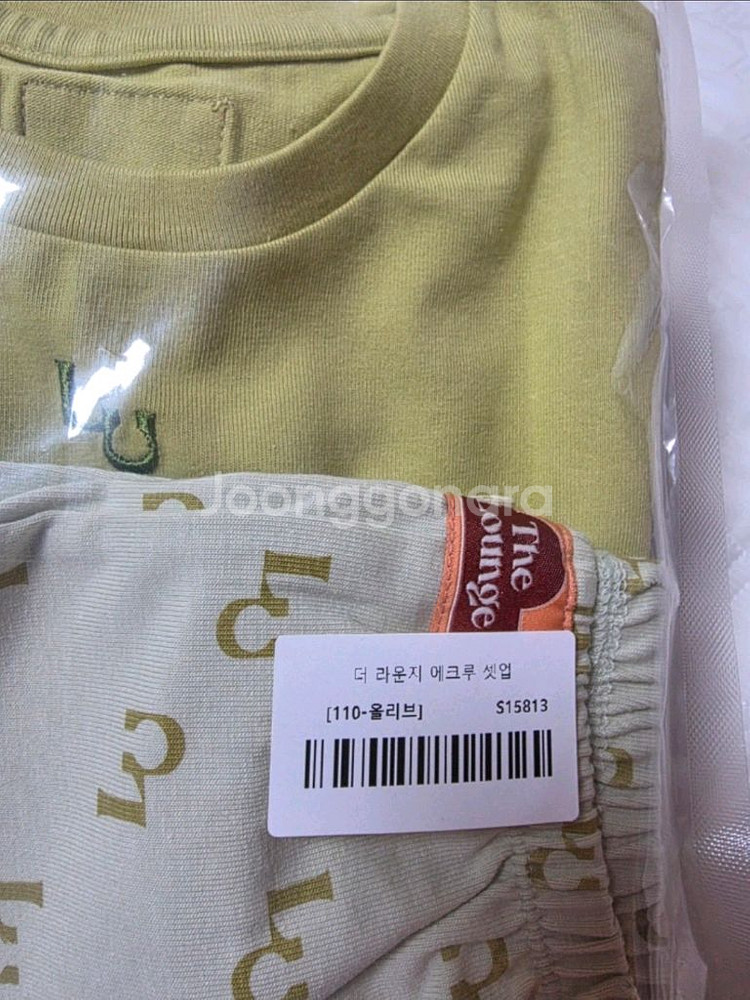 Joonggonara
The
Lounge
더 라운지 에크루 셋업
[110-올리브] S15813